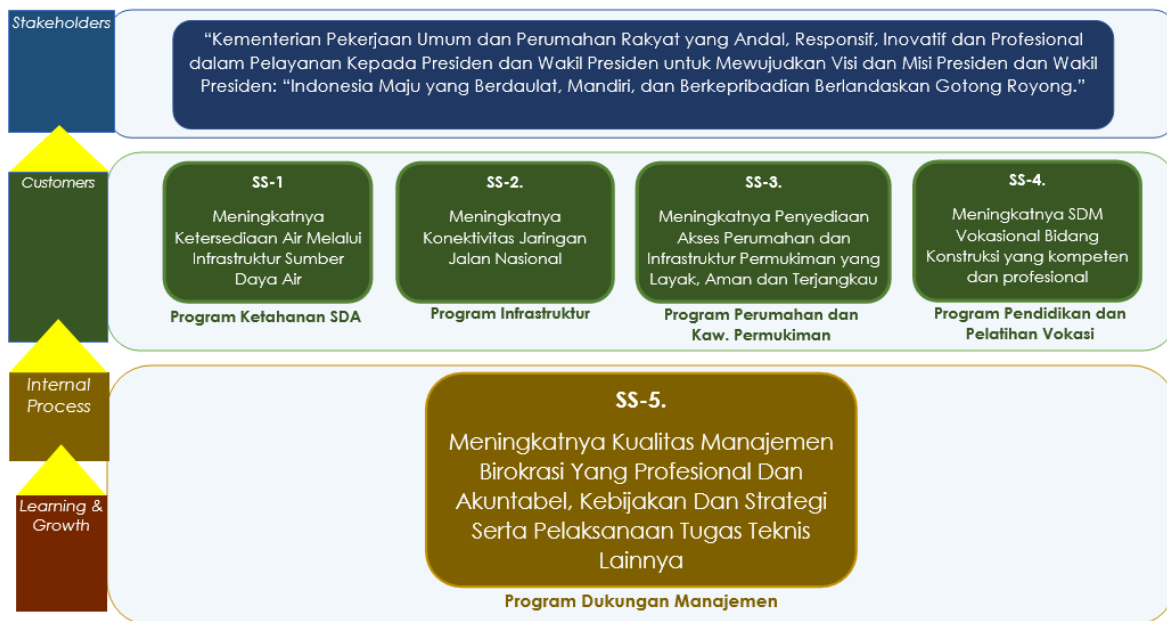 Stakeholders
“Kementerian Pekerjaan Umum dan Perumahan Rakyat yang Andal, Responsif, Inovatif dan Profesional
dalam Pelayanan Kepada Presiden dan Wakil Presiden untuk Mewujudkan Visi dan Misi Presiden dan Wakil
Presiden: “Indonesia Maju yang Berdaulat, Mandiri, dan Berkepribadian Berlandaskan Gotong Royong.”
Customers
SS-1
Meningkatnya
Ketersediaan Air Melalui
Infrastruktur Sumber
Daya Air
Program Ketahanan SDA
SS-2.
Meningkatnya
Konektivitas Jaringan
Jalan Nasional
Program Infrastruktur
SS-3.
Meningkatnya Penyediaan
Akses Perumahan dan
Infrastruktur Permukiman yang
Layak, Aman dan Terjangkau
Program Perumahan dan
Kaw. Permukiman
SS-4.
Meningkatnya SDM
Vokasional Bidang
Konstruksi yang kompeten
dan profesional
Program Pendidikan dan
Pelatihan Vokasi
Internal
Process
Learning &
Growth
SS-5.
Meningkatnya Kualitas Manajemen
Birokrasi Yang Profesional Dan
Akuntabel, Kebijakan Dan Strategi
Serta Pelaksanaan Tugas Teknis
Lainnya
Program Dukungan Manajemen